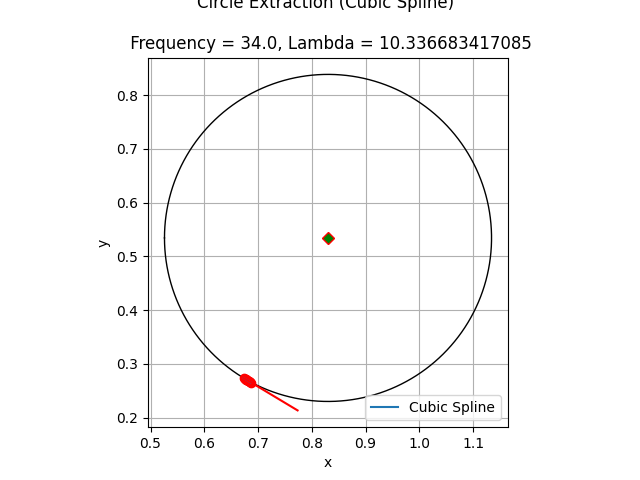 Circle Extraction (Cubic Spline)
Frequency = 34.0, Lambda = 10.336683417085
0.8
0.7
0.6
0.5
0.4
0.3
0.2
y
Cubic Spline
0.5 0.6 0.7 0.8 0.9 1.0 1.1
x